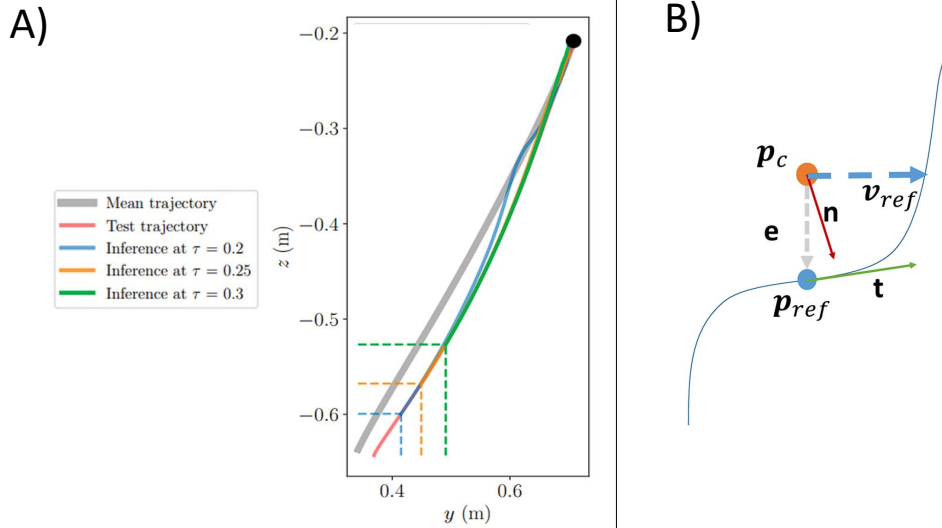 A)
−0.2
−0.3
−0.4
−0.5
−0.6
z (m)
0.4
0.6
y (m)
Mean trajectory
Test trajectory
Inference at τ = 0.2
Inference at τ = 0.25
Inference at τ = 0.3
B)
p_c
v_ref
n
e
p_ref
t